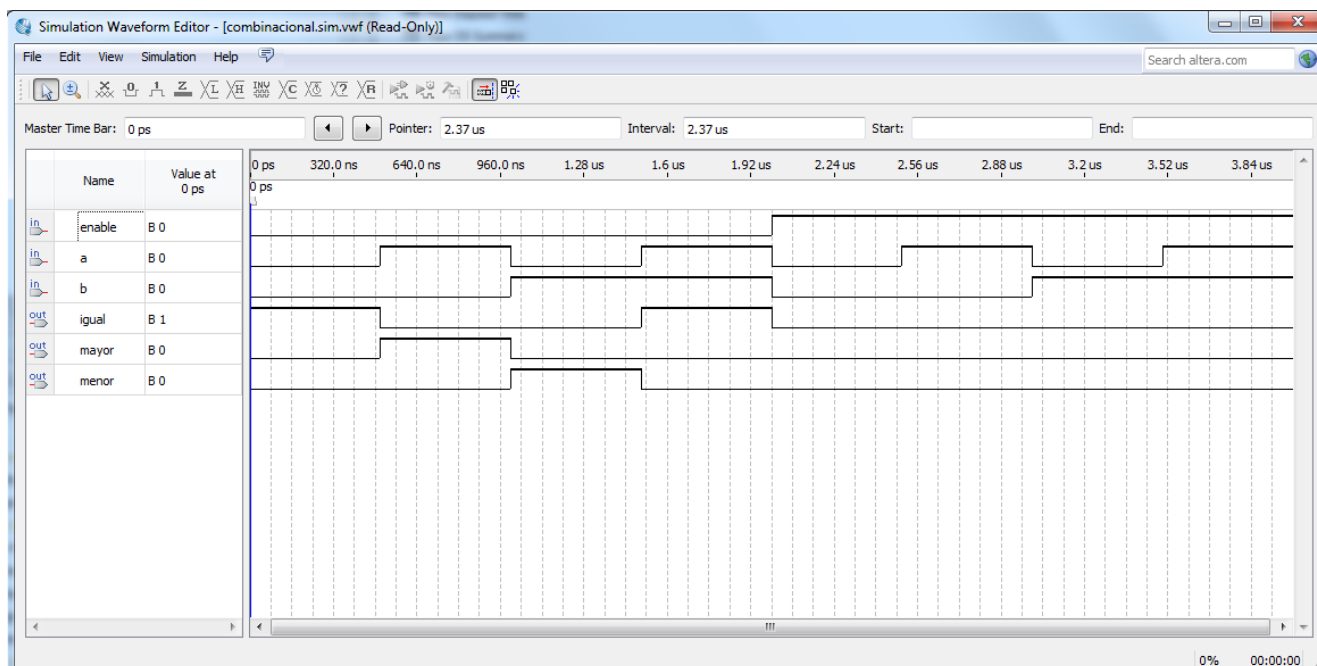 Simulation Waveform Editor - [combinacional.sim.vwf (Read-Only)]
File Edit View Simulation Help
Search altera.com
Master Time Bar: 0 ps Pointer: 2.37 us Interval: 2.37 us Start: End:
Name Value at 0 ps 0 ps 320.0 ns 640.0 ns 960.0 ns 1.28 us 1.6 us 1.92 us 2.24 us 2.56 us 2.88 us 3.2 us 3.52 us 3.84 us
0 ps
in enable B 0
in a B 0
in b B 0
out igual B 1
out mayor B 0
out menor B 0
0% 00:00:00